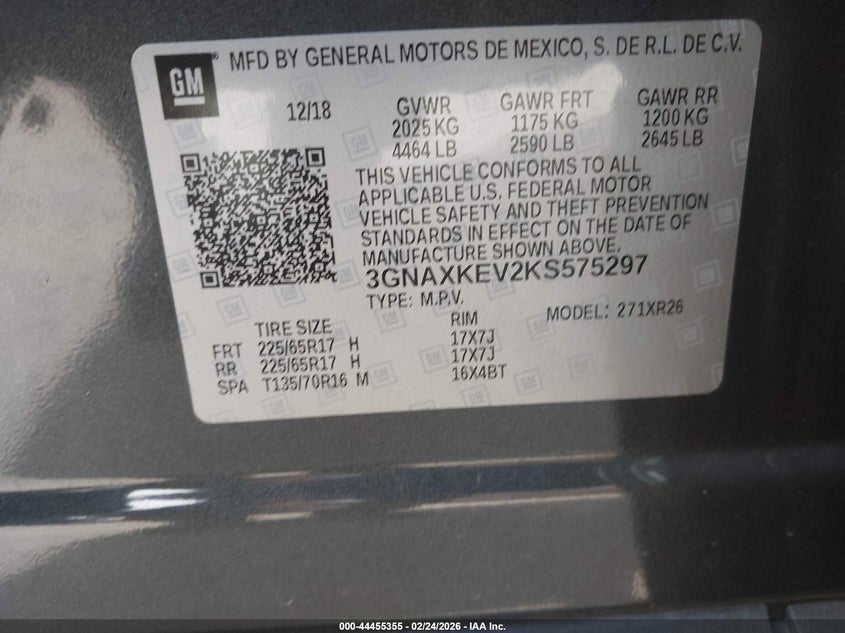 GM
MFD BY GENERAL MOTORS DE MEXICO, S. DE R.L. DE C.V.
12/18
GVWR GAWR FRT GAWR RR
2025 KG 1175 KG 1200 KG
4464 LB 2590 LB 2645 LB
THIS VEHICLE CONFORMS TO ALL
APPLICABLE U.S. FEDERAL MOTOR
VEHICLE SAFETY AND THEFT PREVENTION
STANDARDS IN EFFECT ON THE DATE OF
MANUFACTURE SHOWN ABOVE.
3GNAXKEV2KS575297
TYPE: M.P.V. MODEL: 271XR26
TIRE SIZE RIM
FRT 225/65R17 H 17X7J
RR 225/65R17 H 17X7J
SPA T135/70R16 M 16X4BT
000-44455355 | 02/24/2026 - IAA Inc.